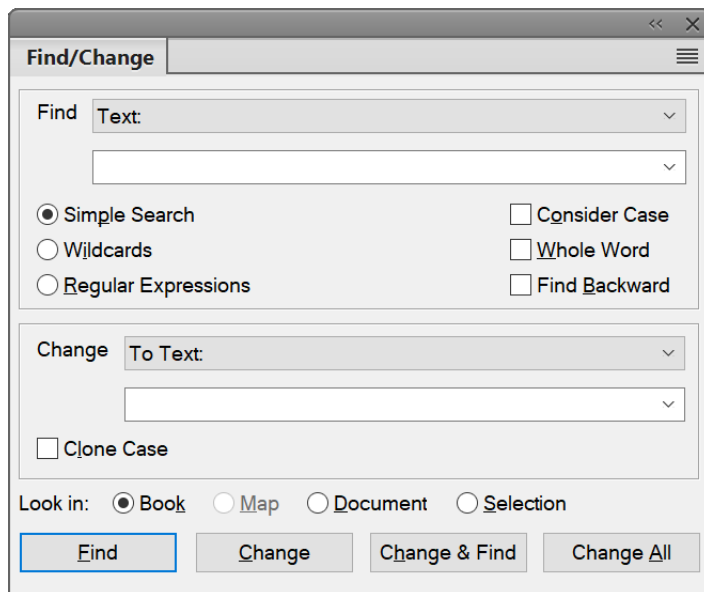 Find/Change
Find Text:
Simple Search Consider Case
Wildcards Whole Word
Regular Expressions Find Backward
Change To Text:
Clone Case
Look in: Book Map Document Selection
Find Change Change & Find Change All